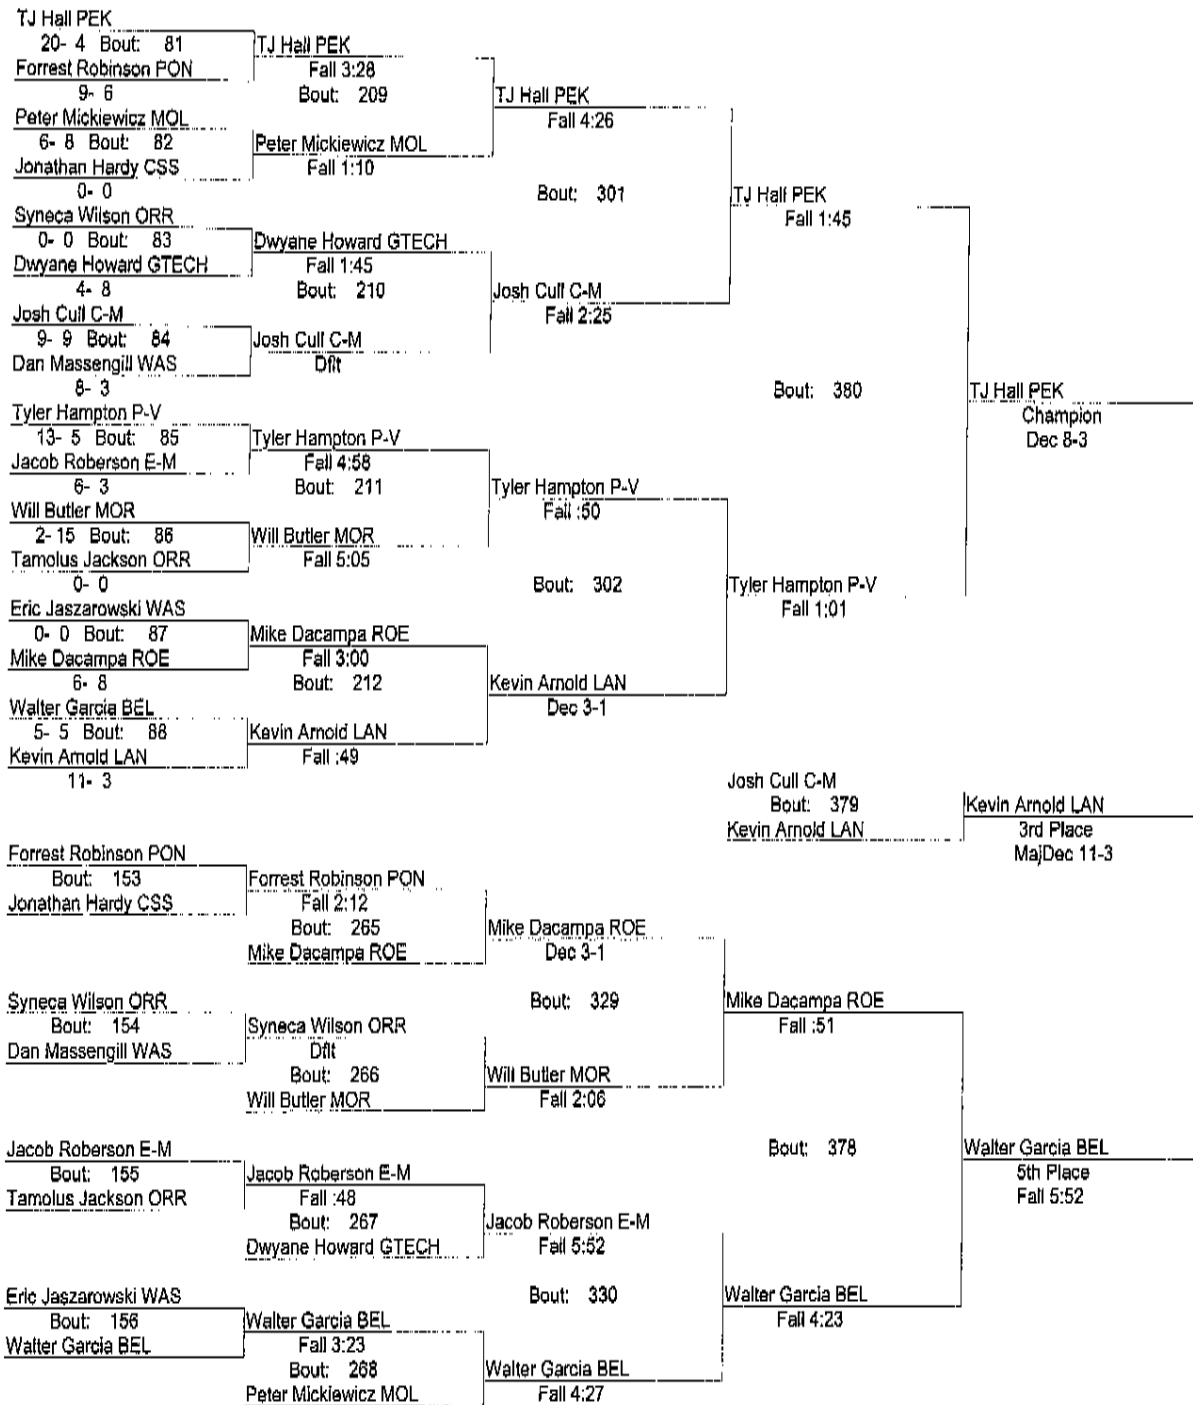 TJ Hall PEK
20- 4 Bout: 81
Forrest Robinson PON
9- 6
Peter Mickiewicz MOL
6- 8 Bout: 82
Jonathan Hardy CSS
0- 0
Syneca Wilson ORR
0- 0 Bout: 83
Dwyane Howard GTECH
4- 8
Josh Cull C-M
9- 9 Bout: 84
Dan Massengill WAS
8- 3
Tyler Hampton P-V
13- 5 Bout: 85
Jacob Roberson E-M
6- 3
Will Butler MOR
2- 15 Bout: 86
Tamolus Jackson ORR
0- 0
Eric Jaszarowski WAS
0- 0 Bout: 87
Mike Dacampa ROE
6- 8
Walter Garcia BEL
5- 5 Bout: 88
Kevin Arnold LAN
11- 3
TJ Hall PEK
Fall 3:28
Bout: 209
Peter Mickiewicz MOL
Fall 1:10
Dwyane Howard GTECH
Fall 1:45
Bout: 210
Josh Cull C-M
Dflt
Tyler Hampton P-V
Fall 4:58
Bout: 211
Will Butler MOR
Fall 5:05
Mike Dacampa ROE
Fall 3:00
Bout: 212
Kevin Arnold LAN
Fall :49
TJ Hall PEK
Fall 4:26
Bout: 301
Josh Cull C-M
Fall 2:25
Tyler Hampton P-V
Fall :50
Bout: 302
Kevin Arnold LAN
Dec 3-1
TJ Hall PEK
Fall 1:45
Bout: 380
Tyler Hampton P-V
Fall 1:01
TJ Hall PEK
Champion
Dec 8-3
Josh Cull C-M
Bout: 379
Kevin Arnold LAN
Kevin Arnold LAN
3rd Place
MajDec 11-3
Forrest Robinson PON
Bout: 153
Jonathan Hardy CSS
Syneca Wilson ORR
Bout: 154
Dan Massengill WAS
Jacob Roberson E-M
Bout: 155
Tamolus Jackson ORR
Eric Jaszarowski WAS
Bout: 156
Walter Garcia BEL
Forrest Robinson PON
Fall 2:12
Bout: 265
Mike Dacampa ROE
Syneca Wilson ORR
Dflt
Bout: 266
Will Butler MOR
Jacob Roberson E-M
Fall :48
Bout: 267
Dwyane Howard GTECH
Walter Garcia BEL
Fall 3:23
Bout: 268
Peter Mickiewicz MOL
Mike Dacampa ROE
Dec 3-1
Bout: 329
Will Butler MOR
Fall 2:06
Jacob Roberson E-M
Fall 5:52
Bout: 330
Walter Garcia BEL
Fall 4:27
Mike Dacampa ROE
Fall :51
Bout: 378
Walter Garcia BEL
Fall 4:23
Walter Garcia BEL
5th Place
Fall 5:52